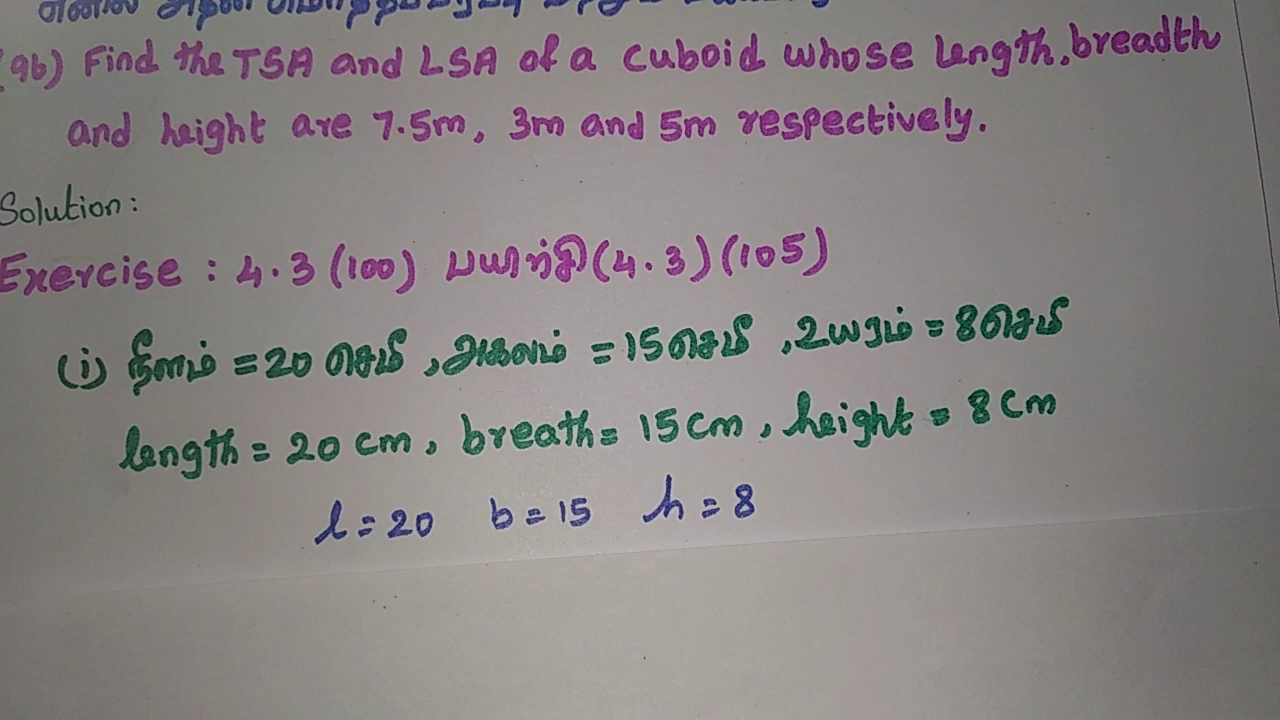 (96) Find the TSA and LSA of a cuboid whose length, breadth
and height are 7.5m, 3m and 5m respectively.
Solution:
Exercise : 4.3 (100) பயிற்சி (4.3) (105)
(i) நீளம் = 20 செமீ, அகலம் = 15 செமீ, உயரம் = 8 செமீ
length = 20 cm, breath = 15 cm, height = 8 cm
l = 20 b = 15 h = 8